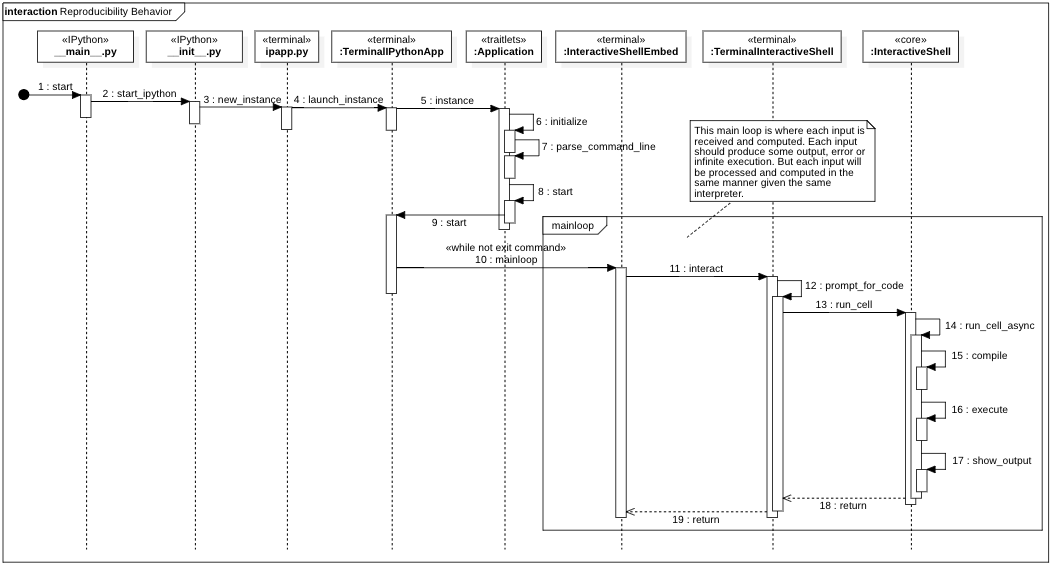 interaction Reproducibility Behavior
«IPython»
__main__.py
«IPython»
__init__.py
«terminal»
ipapp.py
«terminal»
:TerminalIPythonApp
«traitlets»
:Application
«terminal»
:InteractiveShellEmbed
«terminal»
:TerminalInteractiveShell
«core»
:InteractiveShell
1 : start
2 : start_ipython
3 : new_instance
4 : launch_instance
5 : instance
6 : initialize
7 : parse_command_line
8 : start
9 : start
This main loop is where each input is
received and computed. Each input
should produce some output, error or
infinite execution. But each input will
be processed and computed in the
same manner given the same
interpreter.
mainloop
«while not exit command»
10 : mainloop
11 : interact
12 : prompt_for_code
13 : run_cell
14 : run_cell_async
15 : compile
16 : execute
17 : show_output
18 : return
19 : return